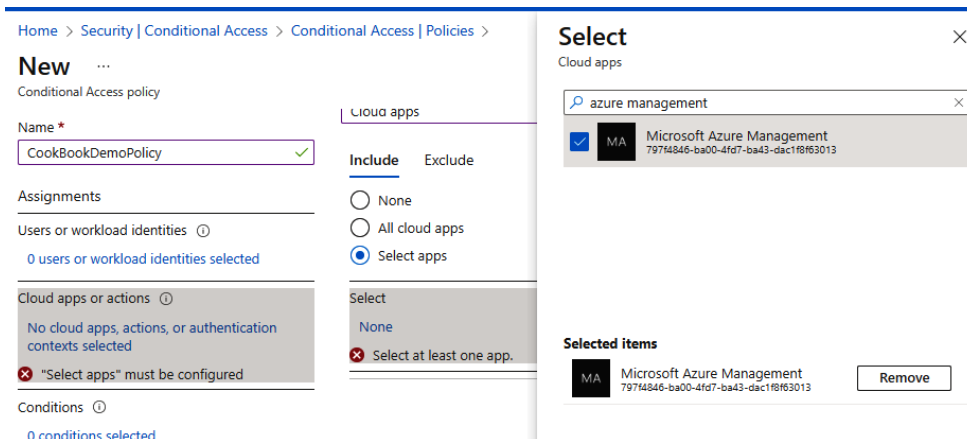 Home > Security | Conditional Access > Conditional Access | Policies >
New ...
Conditional Access policy
Name *
CookBookDemoPolicy
Assignments
Users or workload identities
0 users or workload identities selected
Cloud apps or actions
No cloud apps, actions, or authentication
contexts selected
"Select apps" must be configured
Conditions
0 conditions selected
Cloud apps
Include Exclude
None
All cloud apps
Select apps
Select
None
Select at least one app.
Select
Cloud apps
azure management
MA
Microsoft Azure Management
797f4846-ba00-4fd7-ba43-dac1f8f63013
Selected items
MA
Microsoft Azure Management
797f4846-ba00-4fd7-ba43-dac1f8f63013
Remove